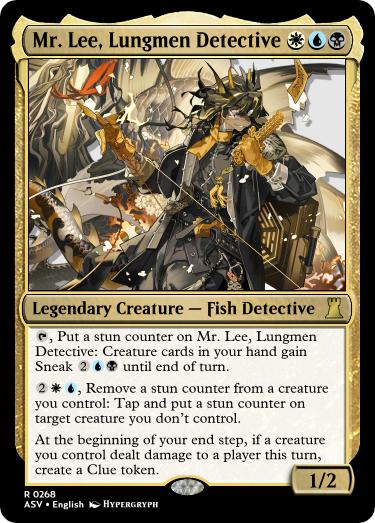 Mr. Lee, Lungmen Detective
Legendary Creature — Fish Detective
, Put a stun counter on Mr. Lee, Lungmen
Detective: Creature cards in your hand gain
Sneak 2 until end of turn.
2, Remove a stun counter from a creature
you control: Tap and put a stun counter on
target creature you don't control.
At the beginning of your end step, if a creature
you control dealt damage to a player this turn,
create a Clue token.
1/2
R 0268
ASV • English HYPERGRYPH